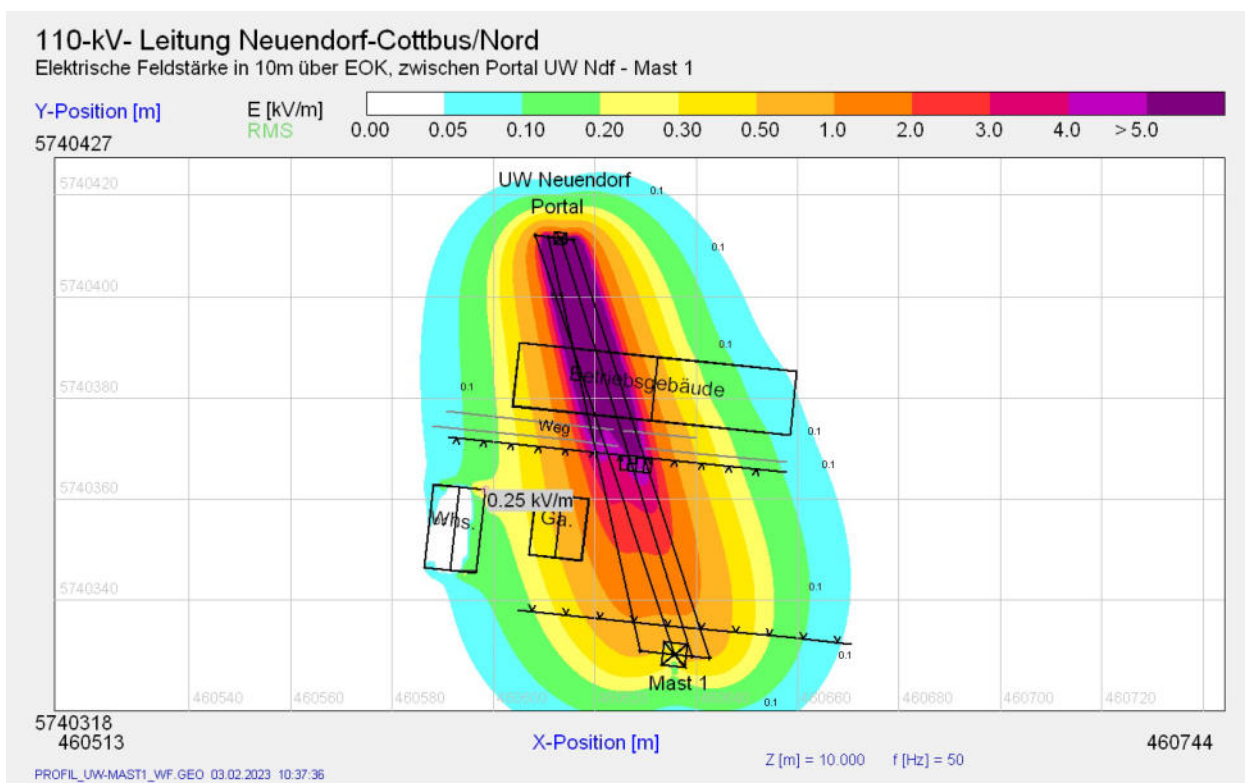 110-kV- Leitung Neuendorf-Cottbus/Nord
Elektrische Feldstärke in 10m über EOK, zwischen Portal UW Ndf - Mast 1
Y-Position [m]
E [kV/m]
RMS
0.00 0.05 0.10 0.20 0.30 0.50 1.0 2.0 3.0 4.0 > 5.0
5740427
5740420
UW Neuendorf
Portal
0.1
0.1
5740400
0.1
Betriebsgebäude
5740380
0.1
Weg
0.1
0.1
5740360
0.25 kV/m
Whs.
Ga.
5740340
0.1
0.1
Mast 1
0.1
460540 460560 460580 460660 460680 460700 460720
5740318
460513
X-Position [m]
460744
Z [m] = 10.000 f [Hz] = 50
PROFIL_UW-MAST1_WF.GEO 03.02.2023 10:37:36